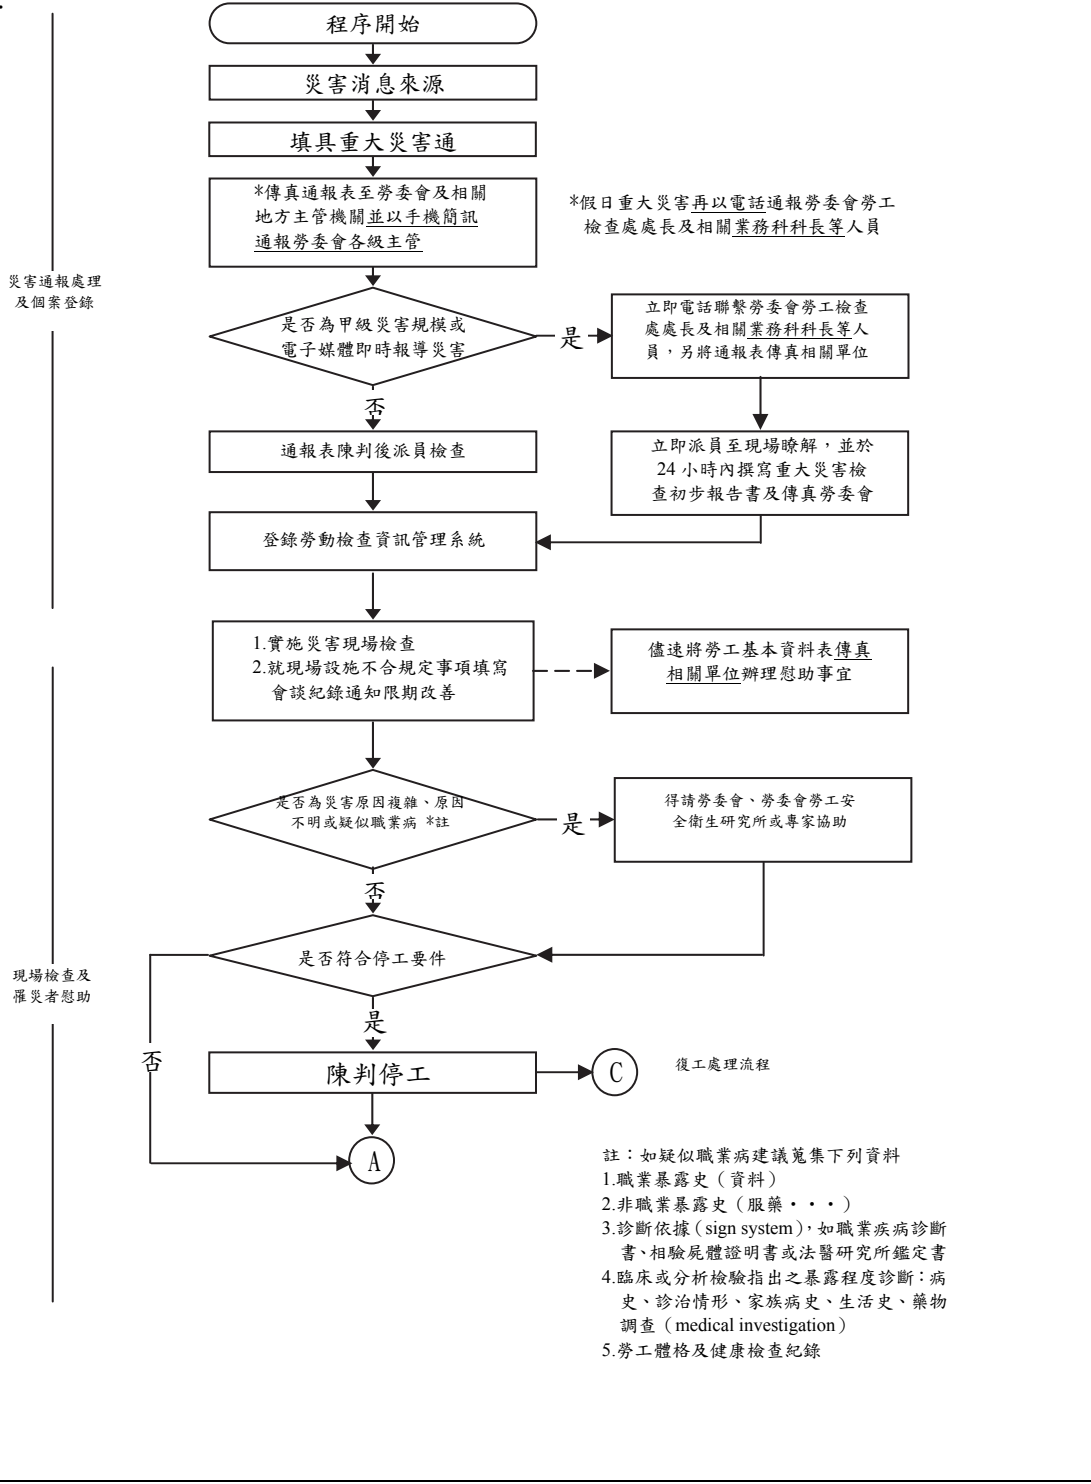 程序開始
災害消息來源
填具重大災害通
*傳真通報表至勞委會及相關
地方主管機關並以手機簡訊
通報勞委會各級主管
*假日重大災害再以電話通報勞委會勞工
檢查處處長及相關業務科科長等人員
災害通報處理
及個案登錄
是否為甲級災害規模或
電子媒體即時報導災害
是
立即電話聯繫勞委會勞工檢查
處處長及相關業務科科長等人
員，另將通報表傳真相關單位
否
通報表陳判後派員檢查
立即派員至現場瞭解，並於
24 小時內撰寫重大災害檢
查初步報告書及傳真勞委會
登錄勞動檢查資訊管理系統
1.實施災害現場檢查
2.就現場設施不合規定事項填寫
會談紀錄通知限期改善
儘速將勞工基本資料表傳真
相關單位辦理慰助事宜
是否為災害原因複雜、原因
不明或疑似職業病 *註
是
得請勞委會、勞委會勞工安
全衛生研究所或專家協助
否
是否符合停工要件
現場檢查及
罹災者慰助
是
否
陳判停工
C
復工處理流程
A
註：如疑似職業病建議蒐集下列資料
1.職業暴露史（資料）
2.非職業暴露史（服藥・・・）
3.診斷依據（sign system），如職業疾病診斷
書、相驗屍體證明書或法醫研究所鑑定書
4.臨床或分析檢驗指出之暴露程度診斷：病
史、診治情形、家族病史、生活史、藥物
調查（medical investigation）
5.勞工體格及健康檢查紀錄